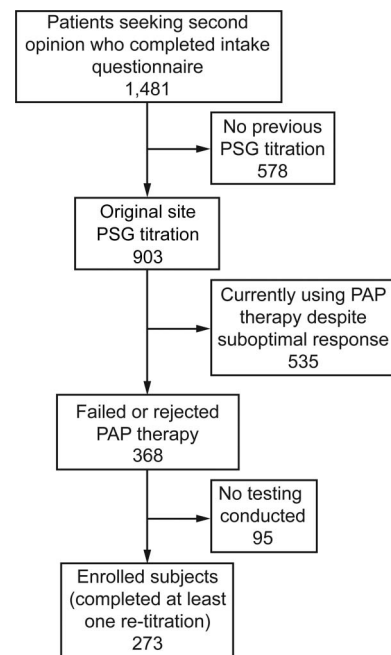 Patients seeking second
opinion who completed intake
questionnaire
1,481
No previous
PSG titration
578
Original site
PSG titration
903
Currently using PAP
therapy despite
suboptimal response
535
Failed or rejected
PAP therapy
368
No testing
conducted
95
Enrolled subjects
(completed at least
one re-titration)
273